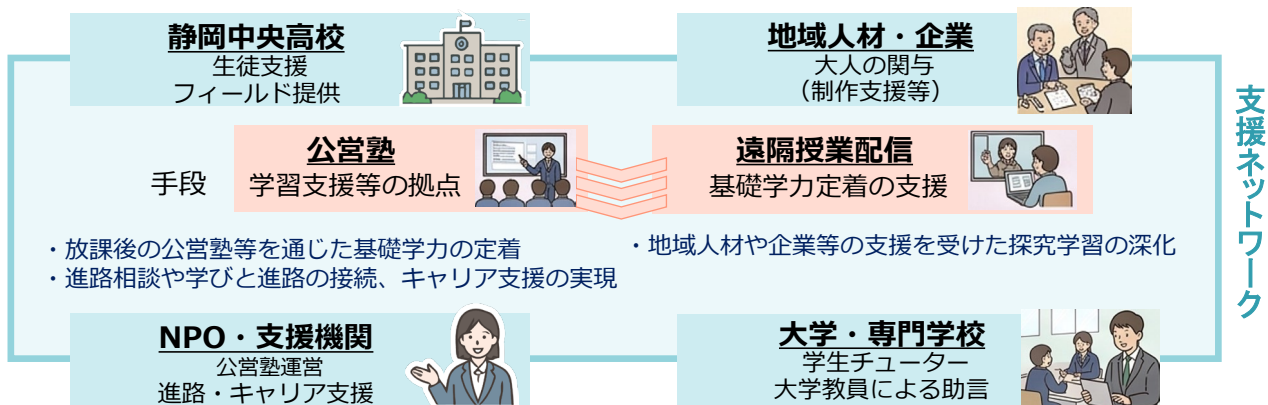 静岡中央高校
生徒支援
フィールド提供
地域人材・企業
大人の関与
（制作支援等）
手段
公営塾
学習支援等の拠点
遠隔授業配信
基礎学力定着の支援
・放課後の公営塾等を通じた基礎学力の定着
・進路相談や学びと進路の接続、キャリア支援の実現
・地域人材や企業等の支援を受けた探究学習の深化
NPO・支援機関
公営塾運営
進路・キャリア支援
大学・専門学校
学生チューター
大学教員による助言
支援ネットワーク